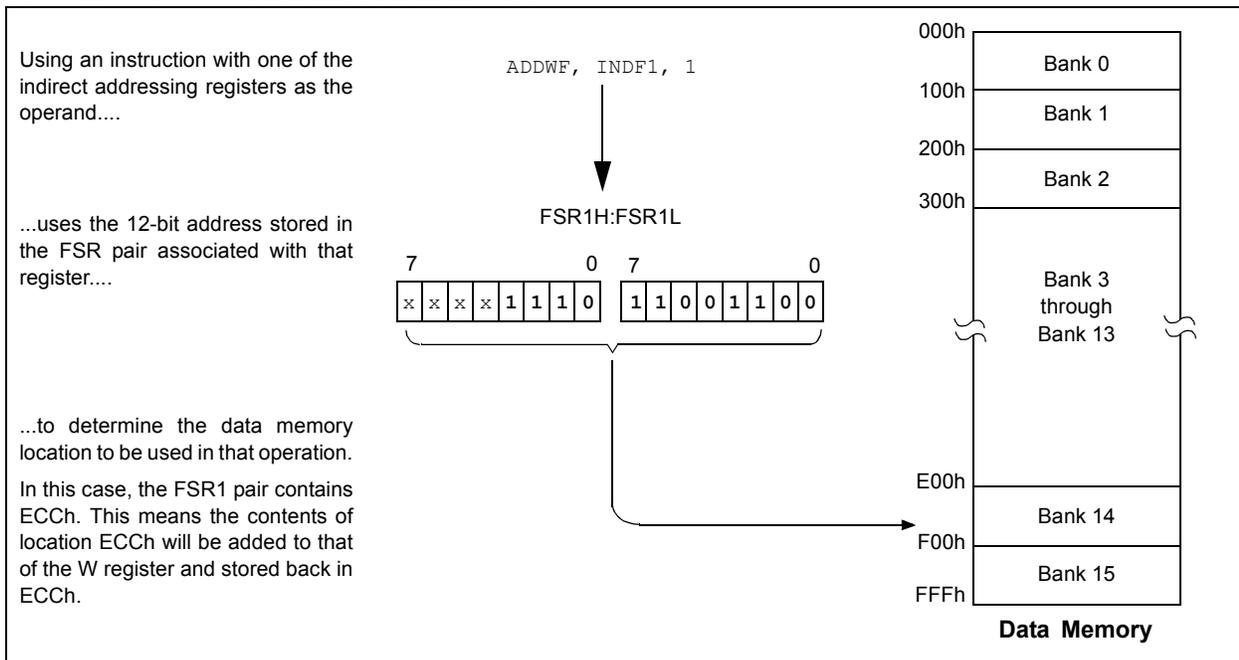 Using an instruction with one of the
indirect addressing registers as the
operand....
ADDWF, INDF1, 1
...uses the 12-bit address stored in
the FSR pair associated with that
register....
FSR1H:FSR1L
7 0 7 0
x x x x 1 1 1 0 1 1 0 0 1 1 0 0
...to determine the data memory
location to be used in that operation.
In this case, the FSR1 pair contains
ECCh. This means the contents of
location ECCh will be added to that
of the W register and stored back in
ECCh.
000h
Bank 0
100h
Bank 1
200h
Bank 2
300h
Bank 3
through
Bank 13
E00h
Bank 14
F00h
Bank 15
FFFh
Data Memory